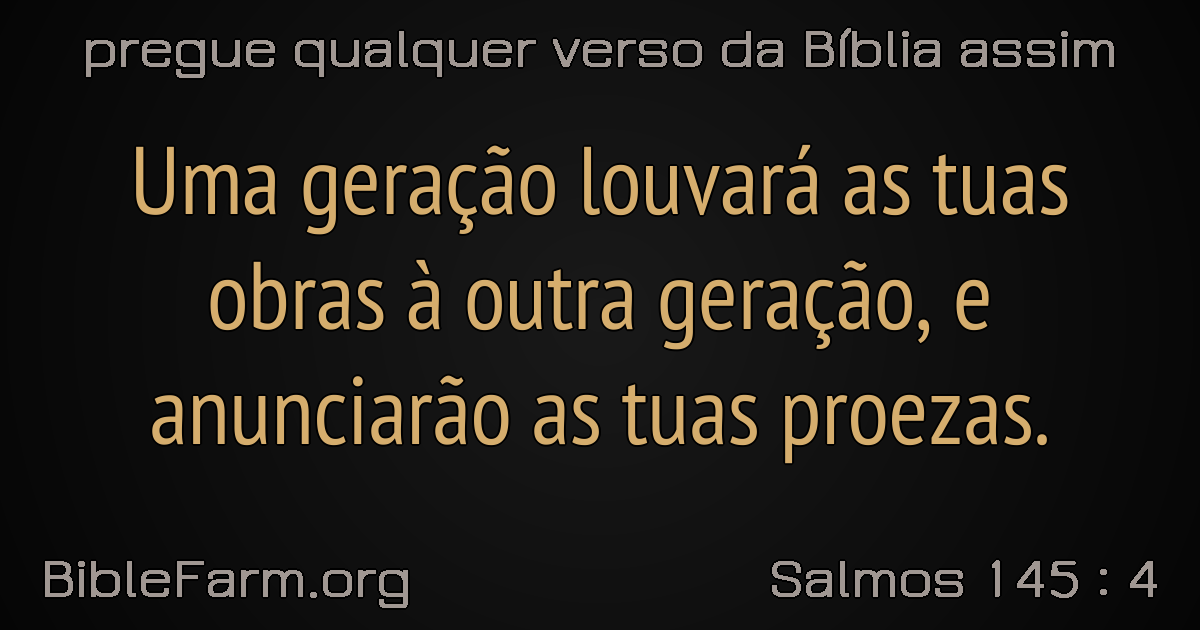 pregue qualquer verso da Bíblia assim
Uma geração louvará as tuas
obras à outra geração, e
anunciarão as tuas proezas.
BibleFarm.org
Salmos 145 : 4